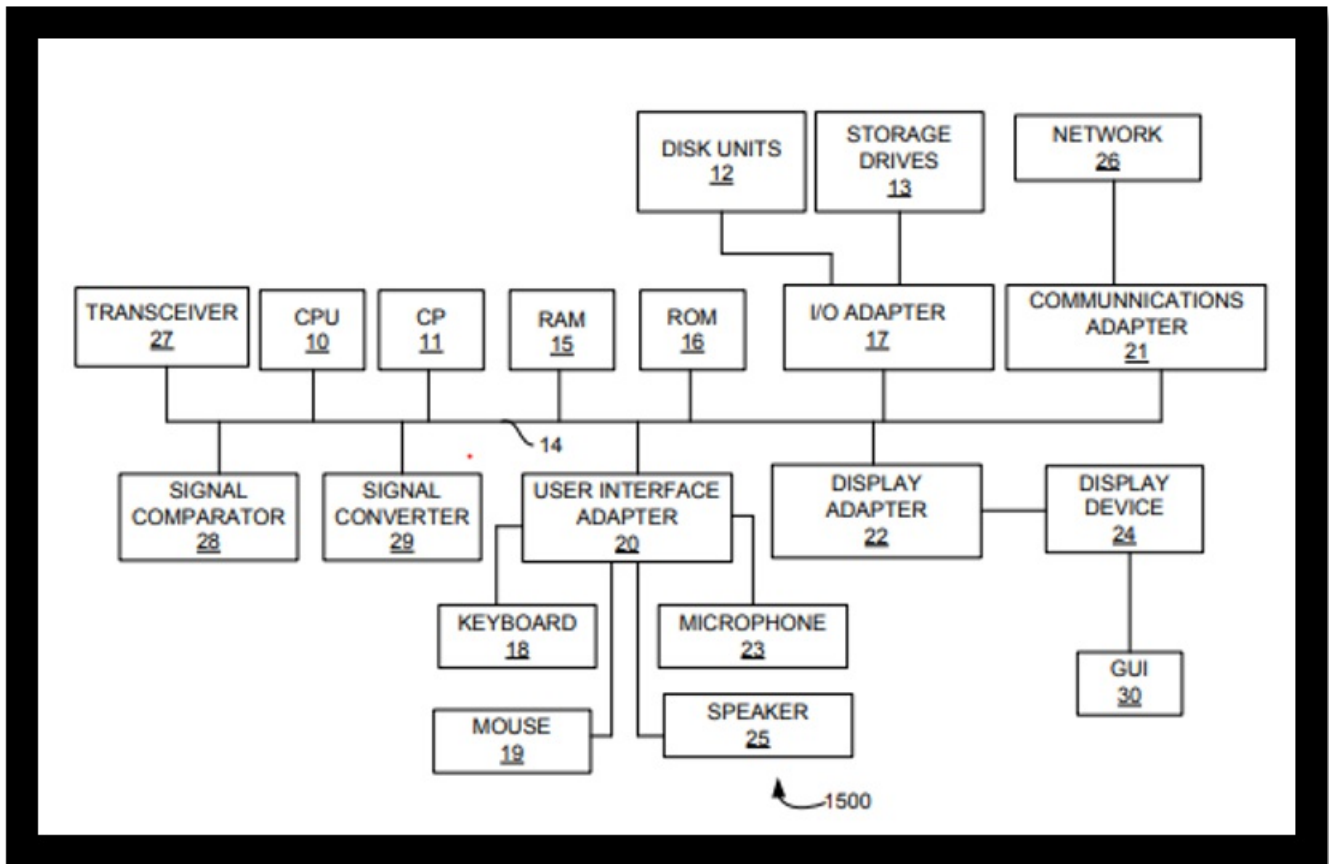 DISK UNITS
12
STORAGE
DRIVES
13
NETWORK
26
TRANSCEIVER
27
CPU
10
CP
11
RAM
15
ROM
16
I/O ADAPTER
17
COMMUNNICATIONS
ADAPTER
21
14
SIGNAL
COMPARATOR
28
SIGNAL
CONVERTER
29
USER INTERFACE
ADAPTER
20
DISPLAY
ADAPTER
22
DISPLAY
DEVICE
24
KEYBOARD
18
MICROPHONE
23
GUI
30
MOUSE
19
SPEAKER
25
1500